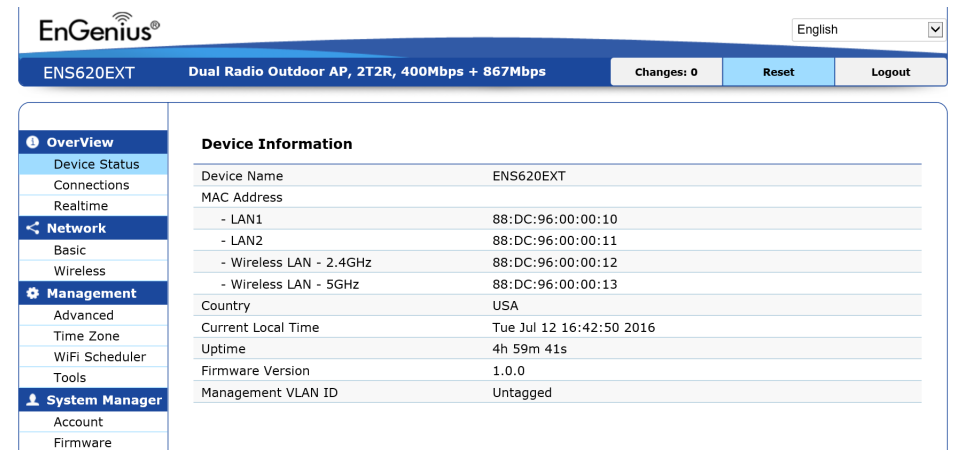 EnGenius®
English
ENS620EXT
Dual Radio Outdoor AP, 2T2R, 400Mbps + 867Mbps
Changes: 0
Reset
Logout
OverView
Device Status
Connections
Realtime
Network
Basic
Wireless
Management
Advanced
Time Zone
WiFi Scheduler
Tools
System Manager
Account
Firmware
Device Information
Device Name ENS620EXT
MAC Address
- LAN1 88:DC:96:00:00:10
- LAN2 88:DC:96:00:00:11
- Wireless LAN - 2.4GHz 88:DC:96:00:00:12
- Wireless LAN - 5GHz 88:DC:96:00:00:13
Country USA
Current Local Time Tue Jul 12 16:42:50 2016
Uptime 4h 59m 41s
Firmware Version 1.0.0
Management VLAN ID Untagged